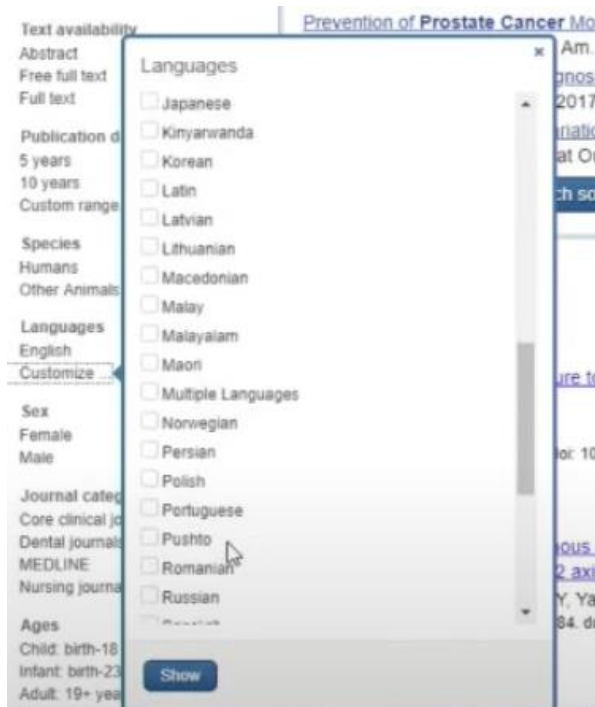 Text availability
Abstract
Free full text
Full text
Publication d
5 years
10 years
Custom range
Species
Humans
Other Animals
Languages
English
Customize ...
Sex
Female
Male
Journal categ
Core clinical jo
Dental journals
MEDLINE
Nursing journa
Ages
Child: birth-18
Infant: birth-23
Adult: 19+ yea
Languages
×
Japanese
Kinyarwanda
Korean
Latin
Latvian
Lithuanian
Macedonian
Malay
Malayalam
Maori
Multiple Languages
Norwegian
Persian
Polish
Portuguese
Pushto
Romanian
Russian
Show
Prevention of Prostate Cancer Mo
Am.
gnos
2017
riatio
at O
ch so
ure to
doi: 10
ous
2 axi
Y, Ya
84. d